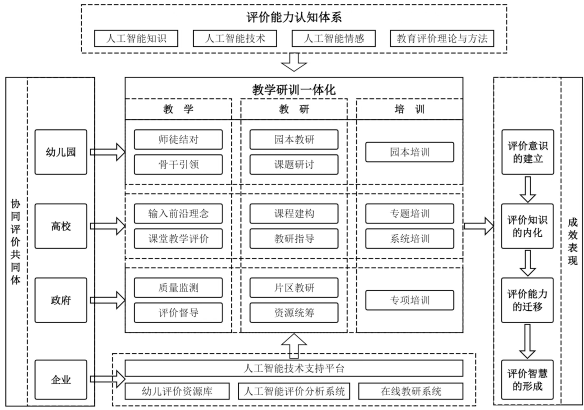 评价能力认知体系
人工智能知识 人工智能技术 人工智能情感 教育评价理论与方法
教学研训一体化
教 学 教 研 培 训
协同评价共同体
幼儿园
师徒结对 园本教研
园本培训
骨干引领 课题研讨
高校
输入前沿理念 课程建构 专题培训
课堂教学评价 教研指导 系统培训
政府
质量监测 片区教研
专项培训
评价督导 资源统筹
企业
人工智能技术支持平台
幼儿评价资源库 人工智能评价分析系统 在线教研系统
评价意识
的建立
评价知识
的内化
评价能力
的迁移
评价智慧
的形成
成效表现